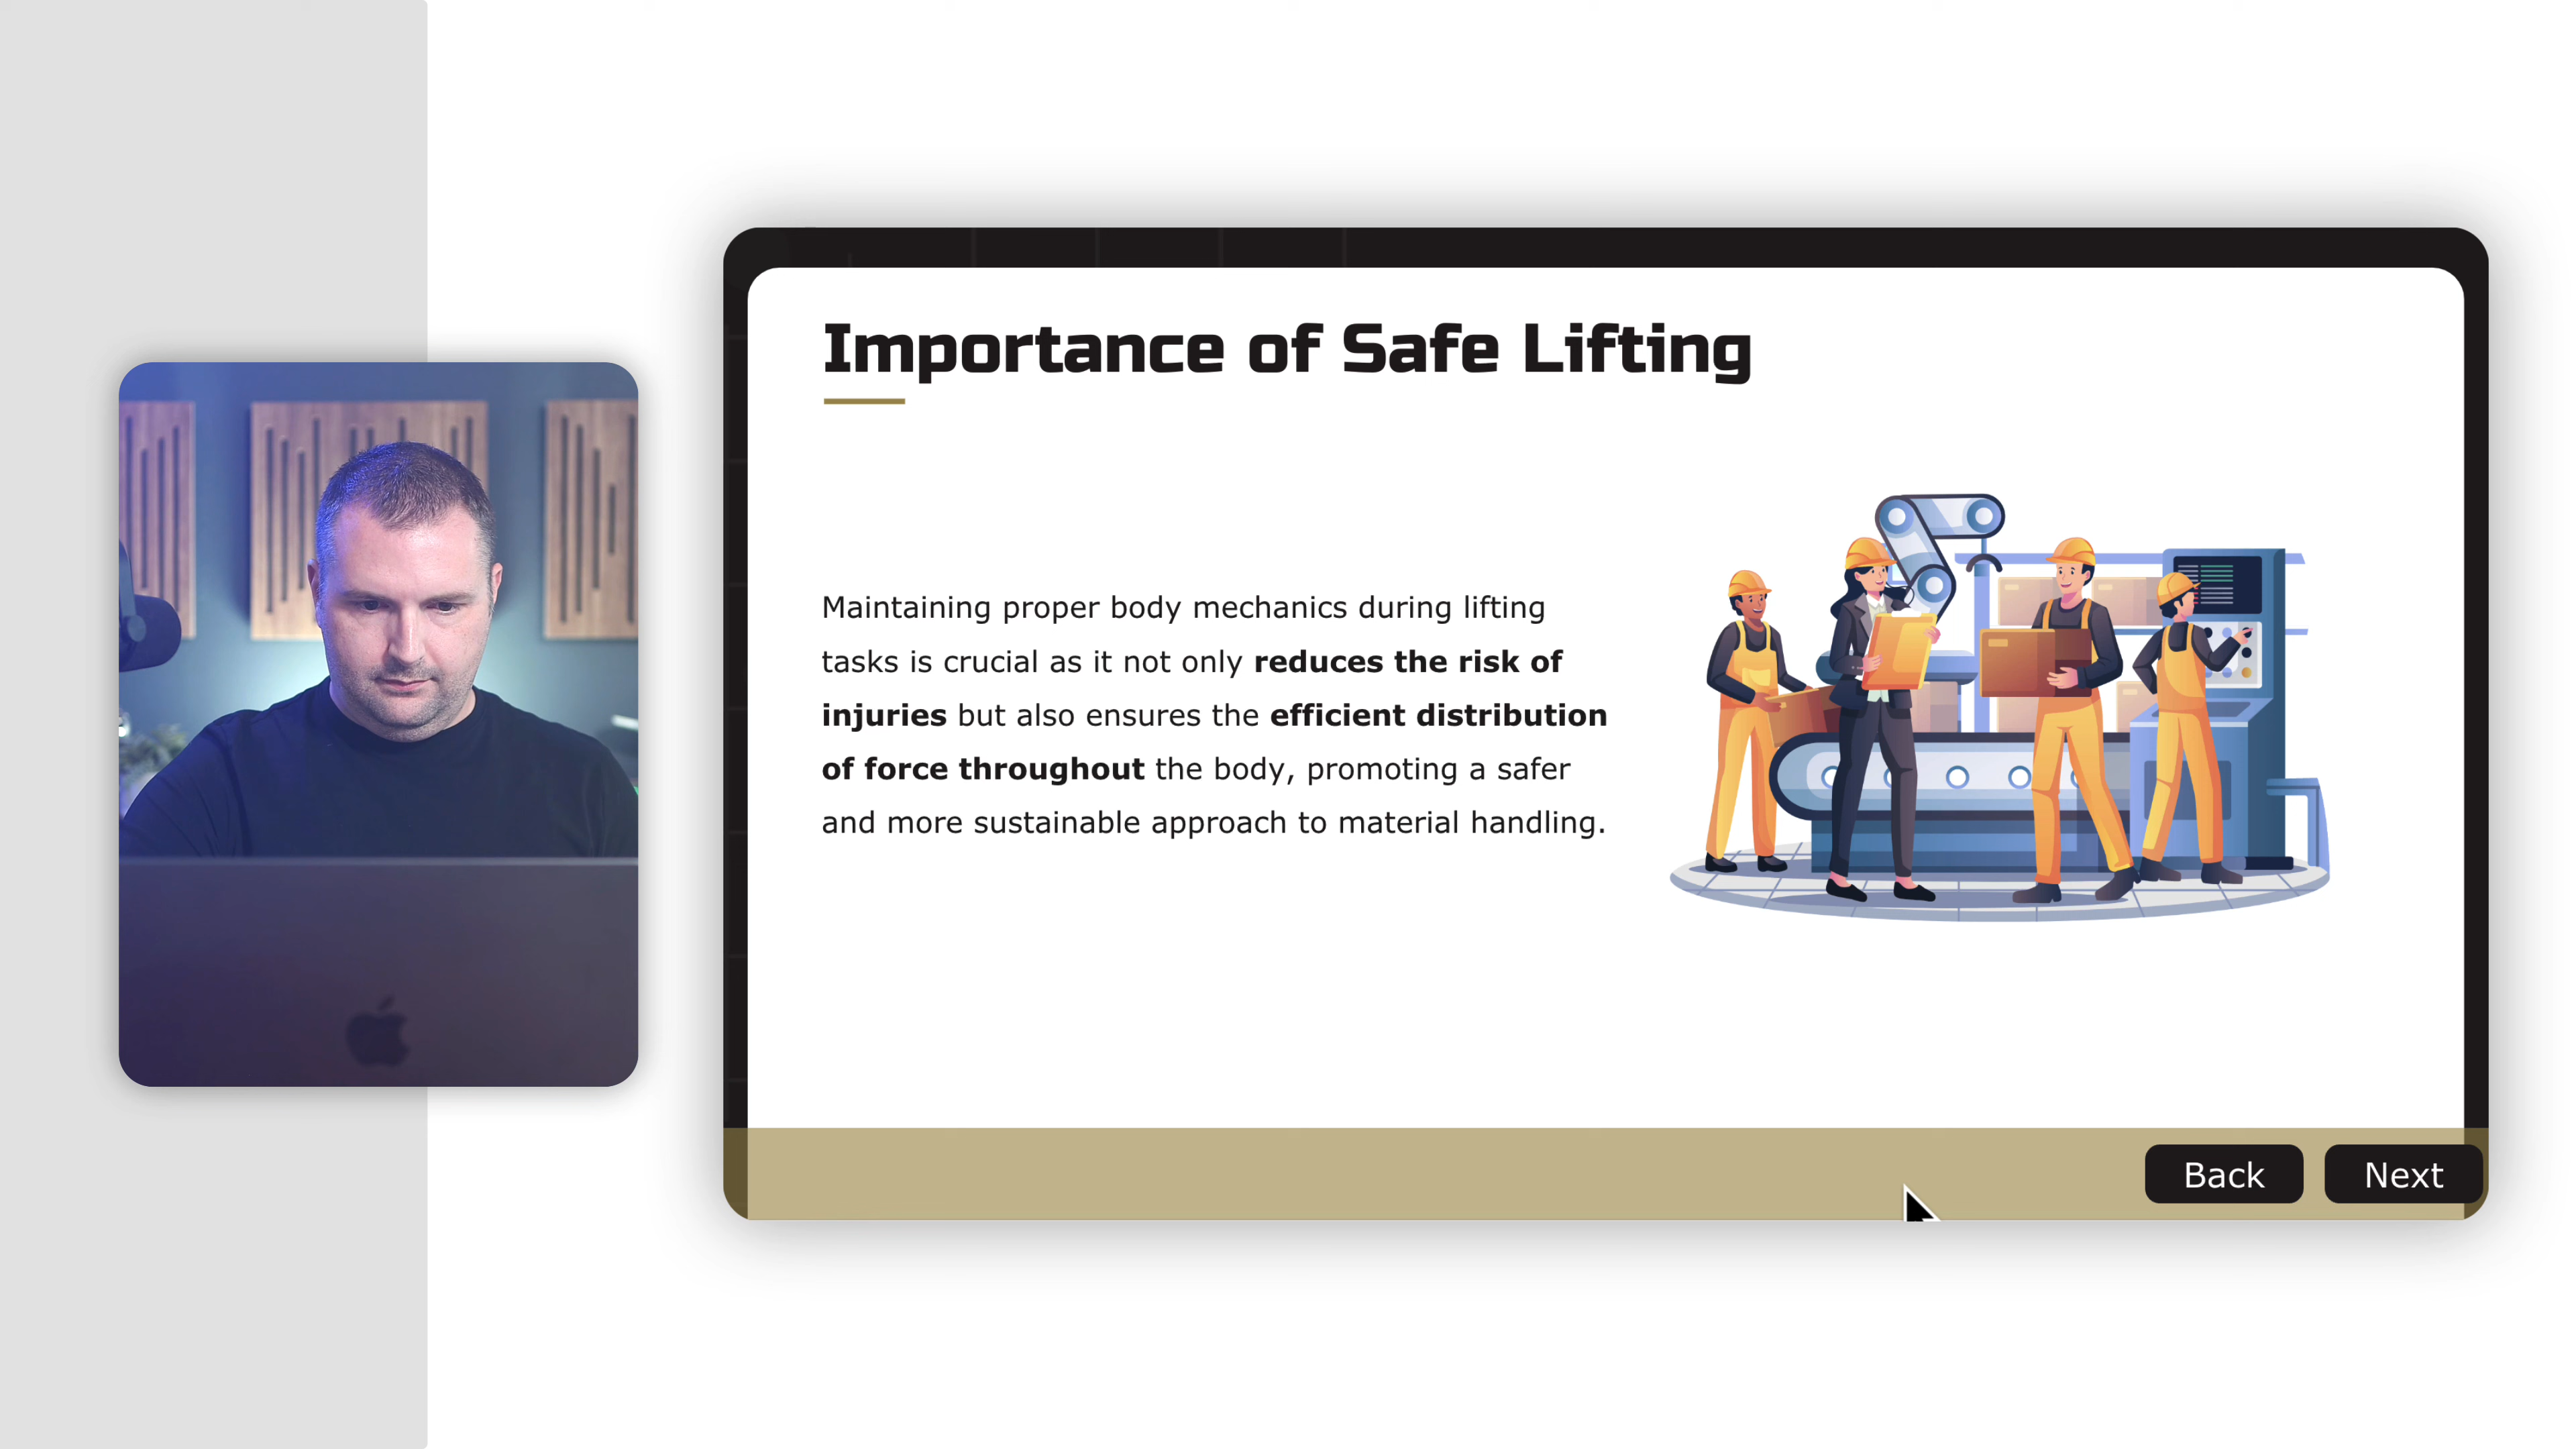 Importance of Safe Lifting
Maintaining proper body mechanics during lifting
tasks is crucial as it not only reduces the risk of
injuries but also ensures the efficient distribution
of force throughout the body, promoting a safer
and more sustainable approach to material handling.
Back
Next